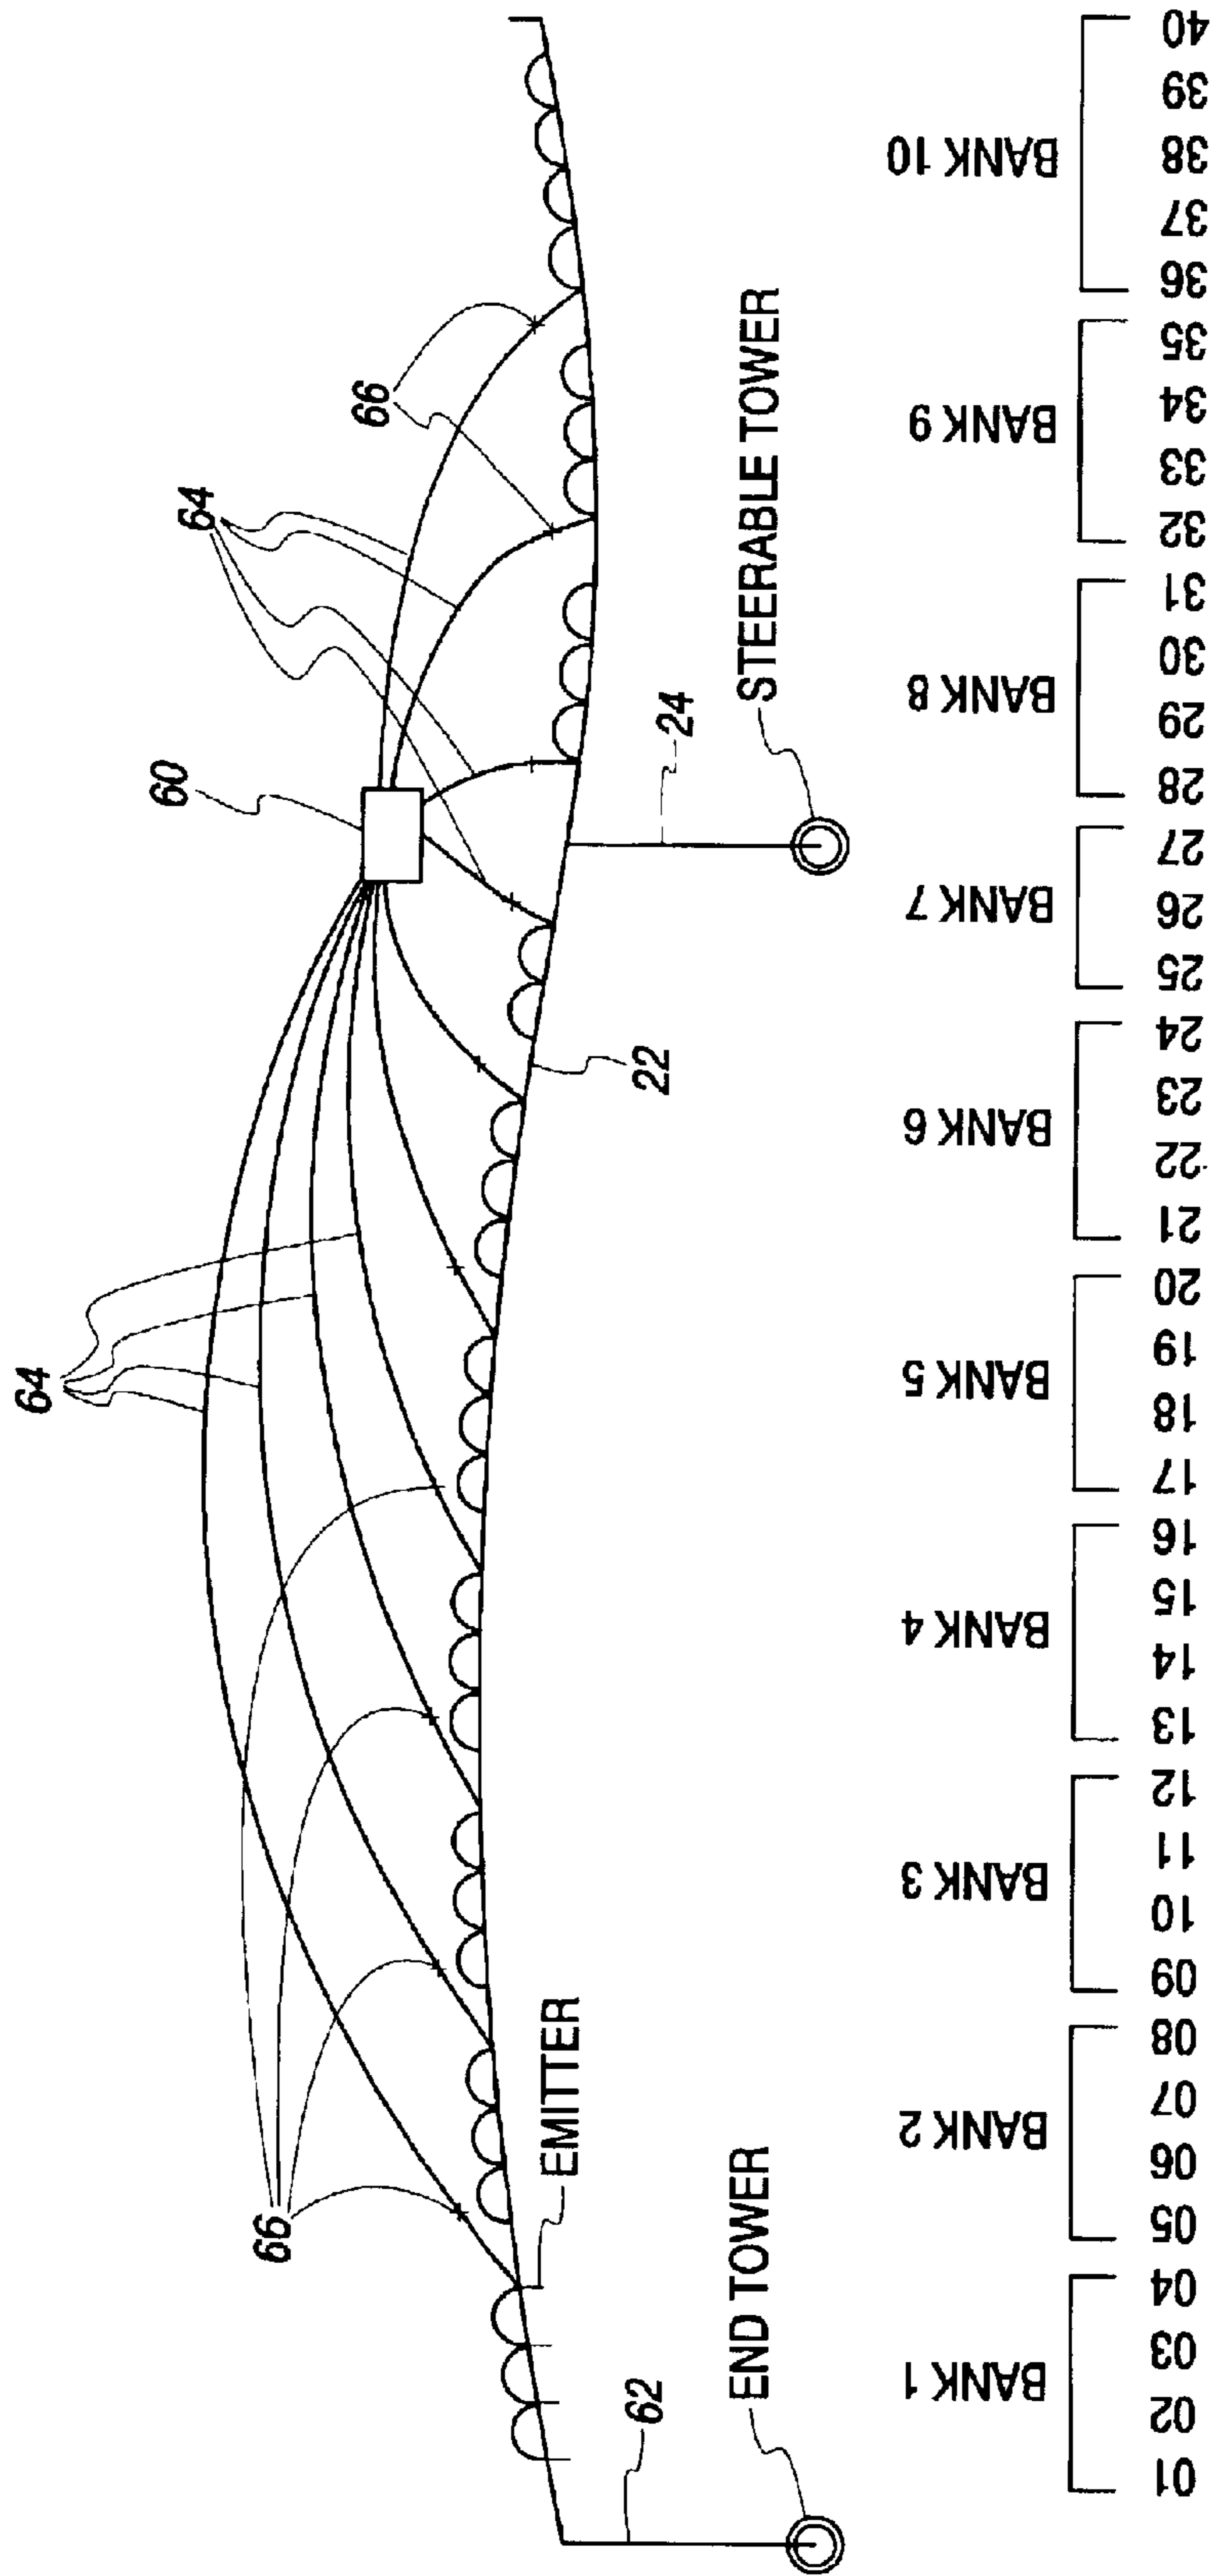 60
64
64
66
66
22
24
62
EMITTER
END TOWER
STEERABLE TOWER
BANK 1
BANK 2
BANK 3
BANK 4
BANK 5
BANK 6
BANK 7
BANK 8
BANK 9
BANK 10
01 02 03 04 05 06 07 08 09 10 11 12 13 14 15 16 17 18 19 20 21 22 23 24 25 26 27 28 29 30 31 32 33 34 35 36 37 38 39 40